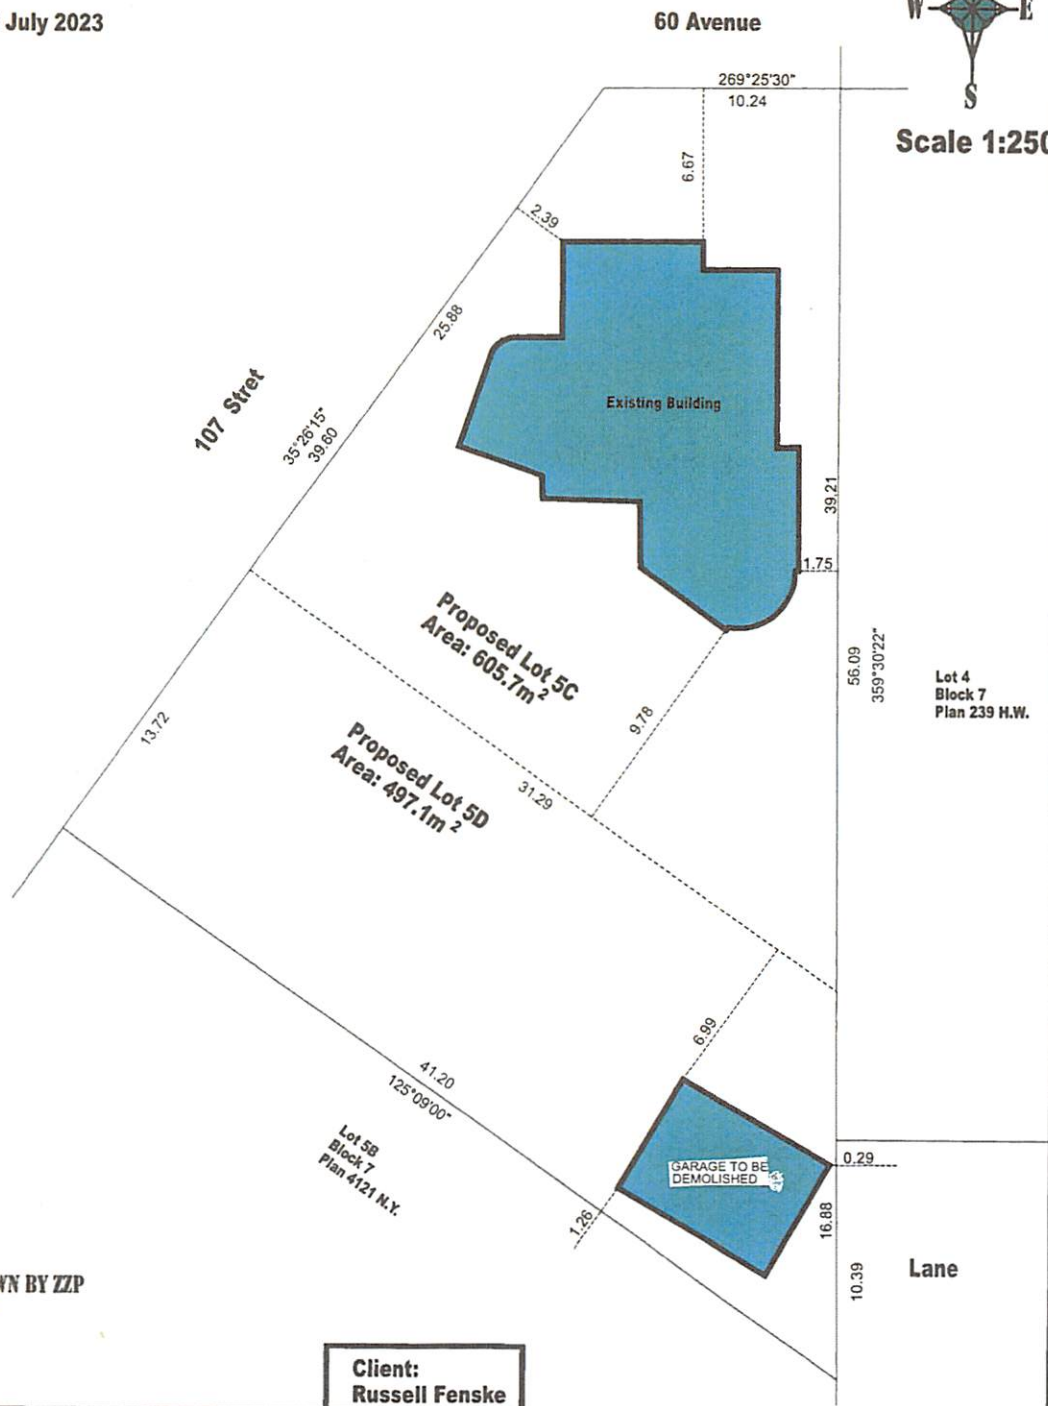 July 2023
60 Avenue
W
E
S
Scale 1:250
269°25'30"
10.24
6.67
2.39
25.88
107 Stret
35°26'15"
39.60
Existing Building
39.21
1.75
Proposed Lot 5C
Area: 605.7m²
56.09
359°30'22"
Lot 4
Block 7
Plan 239 H.W.
9.78
13.72
Proposed Lot 5D
Area: 497.1m²
31.29
6.99
41.20
125°09'00"
Lot 5B
Block 7
Plan 4121 N.Y.
GARAGE TO BE
DEMOLISHED
0.29
1.26
16.88
10.39
Lane
WN BY ZZP
Client:
Russell Fenske